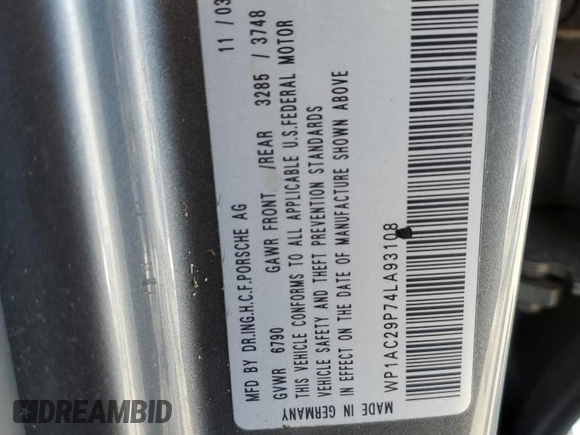 11 / 03
MFD BY DR.ING.H.C.F.PORSCHE AG
GVWR 6790 GAWR FRONT /REAR 3285 / 3748
THIS VEHICLE CONFORMS TO ALL APPLICABLE U.S.FEDERAL MOTOR
VEHICLE SAFETY AND THEFT PREVENTION STANDARDS
IN EFFECT ON THE DATE OF MANUFACTURE SHOWN ABOVE
WP1AC29P74LA93108
MADE IN GERMANY
DREAMBID